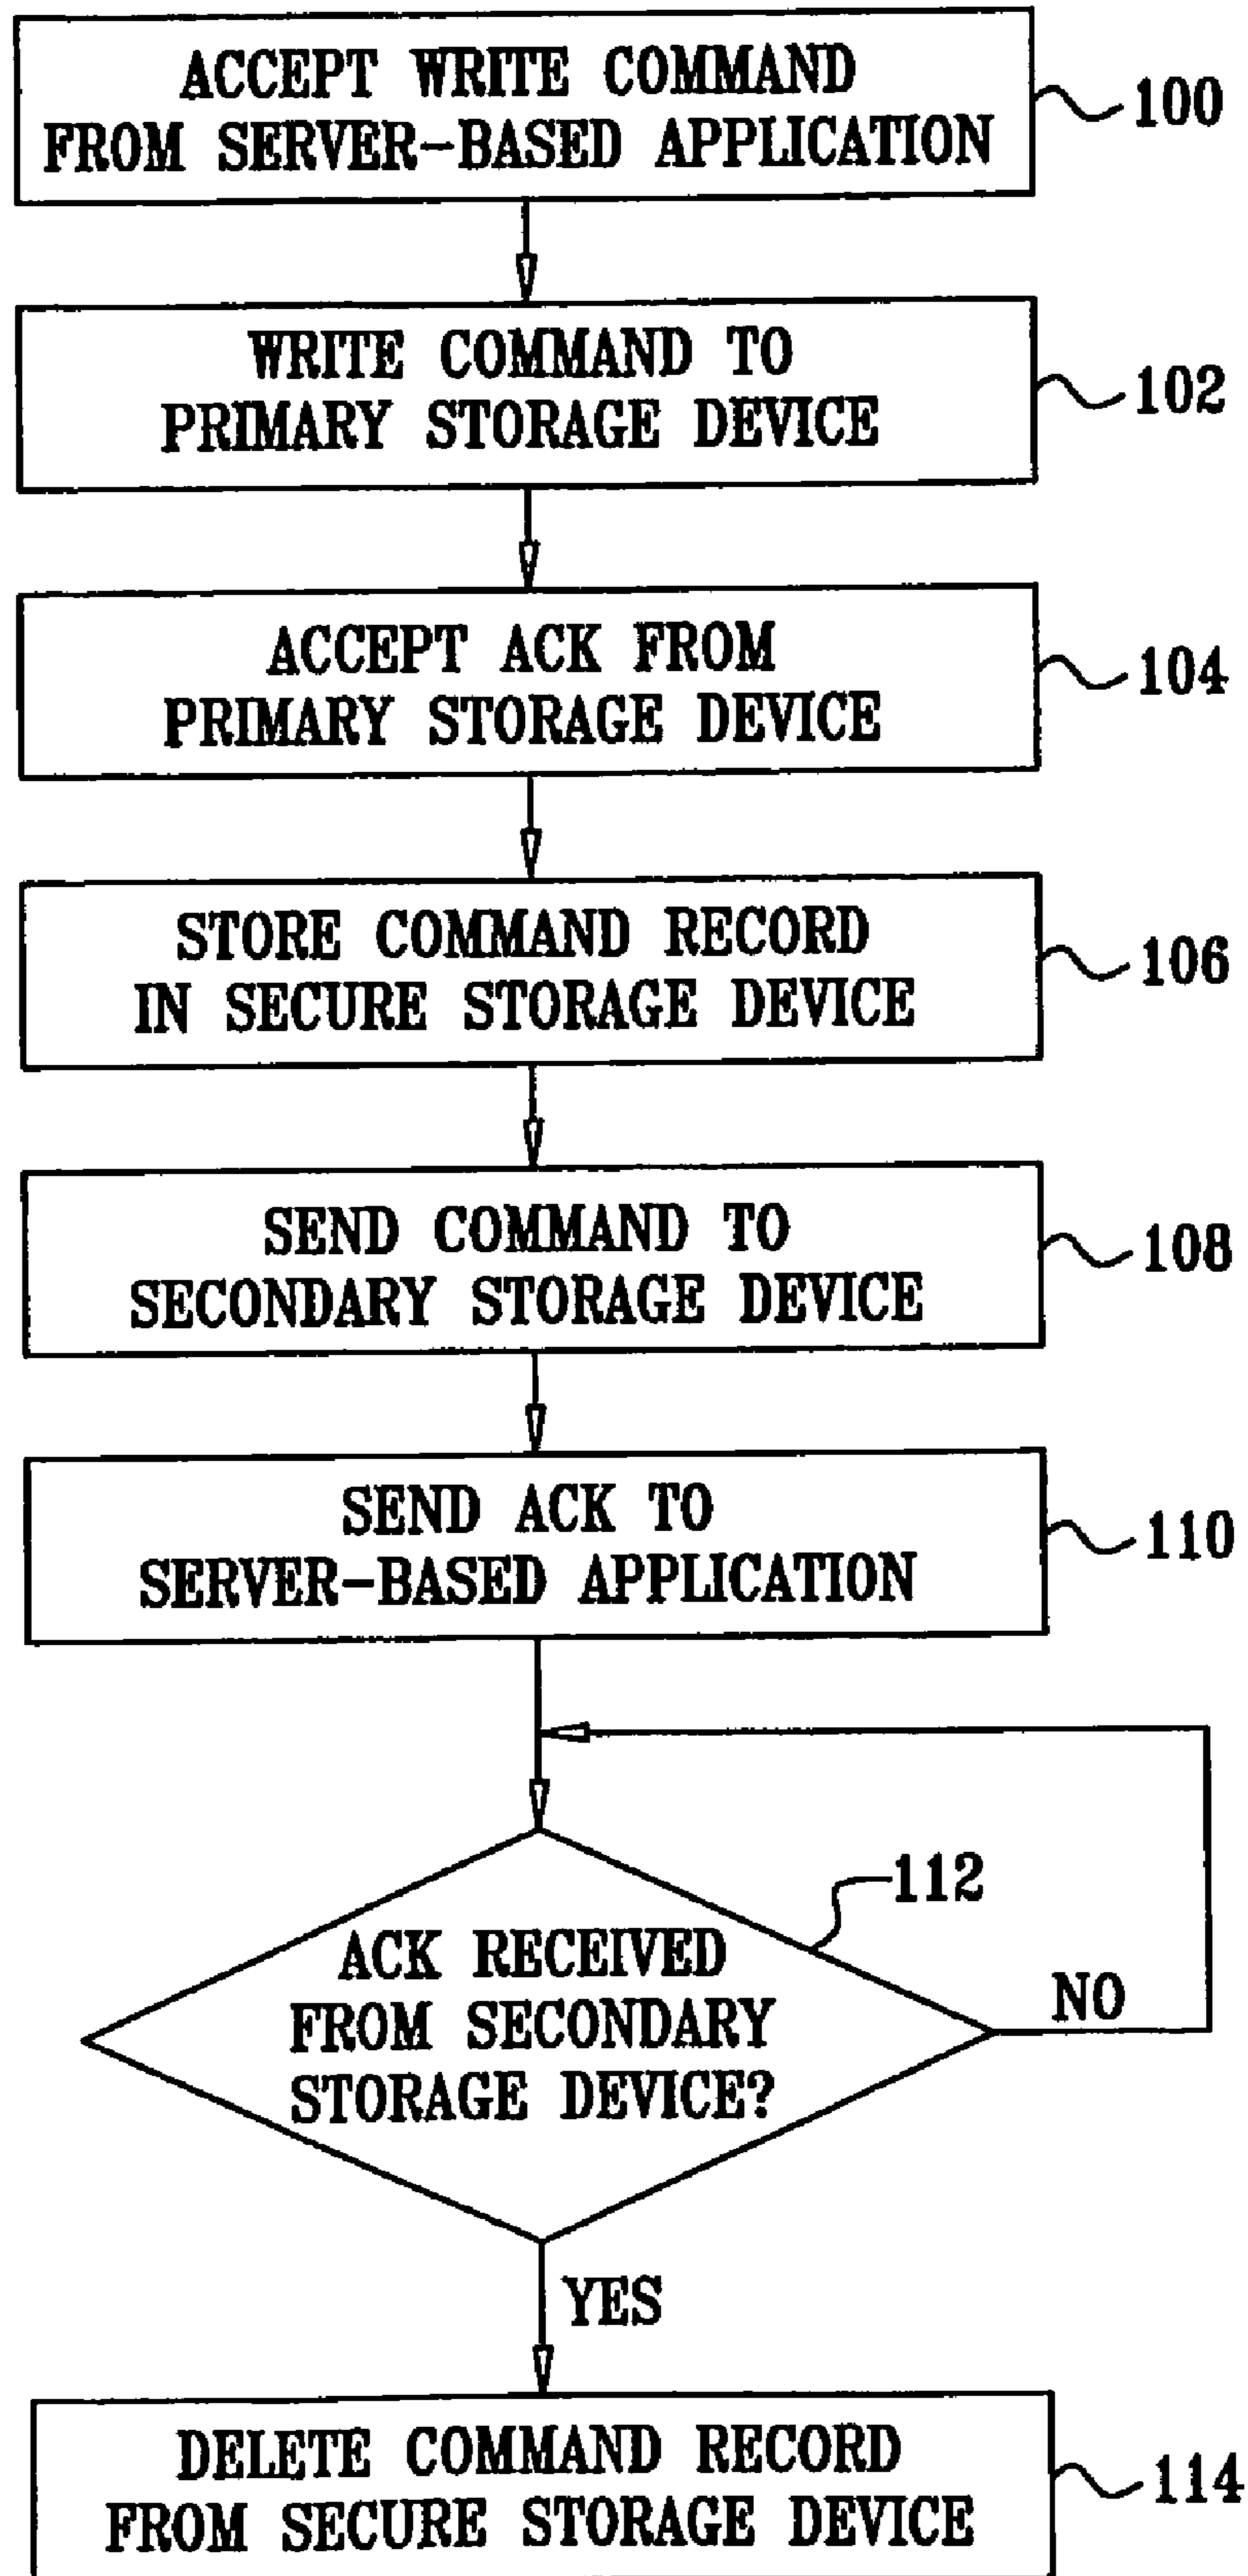 ACCEPT WRITE COMMAND
FROM SERVER-BASED APPLICATION
100
WRITE COMMAND TO
PRIMARY STORAGE DEVICE
102
ACCEPT ACK FROM
PRIMARY STORAGE DEVICE
104
STORE COMMAND RECORD
IN SECURE STORAGE DEVICE
106
SEND COMMAND TO
SECONDARY STORAGE DEVICE
108
SEND ACK TO
SERVER-BASED APPLICATION
110
112
ACK RECEIVED
FROM SECONDARY
STORAGE DEVICE?
NO
YES
DELETE COMMAND RECORD
FROM SECURE STORAGE DEVICE
114